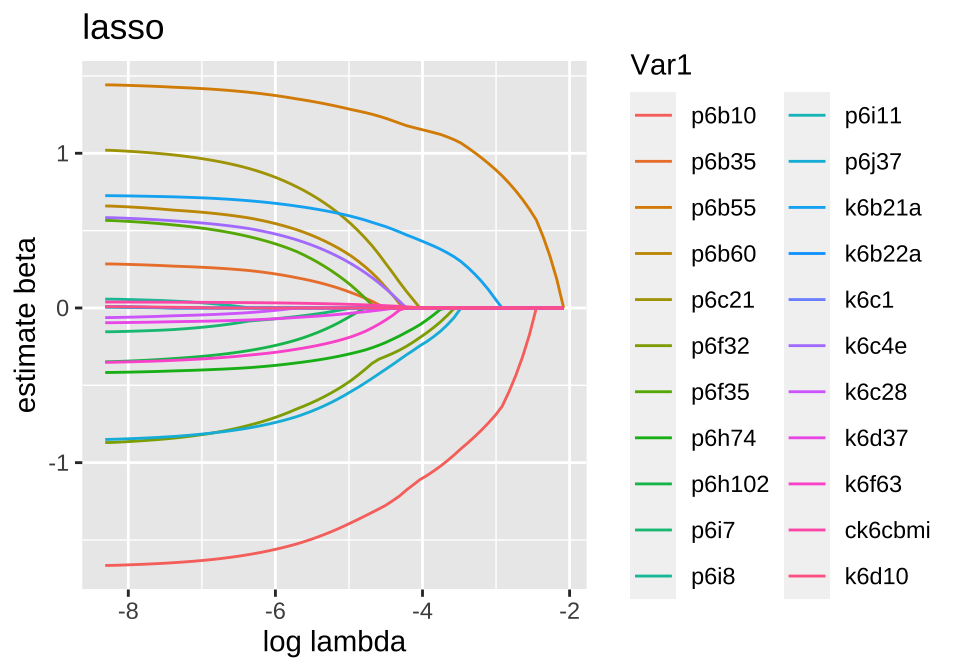 lasso
estimate beta
1
0
-1
-8
-6
-4
-2
log lambda
Var1
p6b10
p6b35
p6b55
p6b60
p6c21
p6f32
p6f35
p6h74
p6h102
p6i7
p6i8
p6i11
p6j37
k6b21a
k6b22a
k6c1
k6c4e
k6c28
k6d37
k6f63
ck6cbmi
k6d10